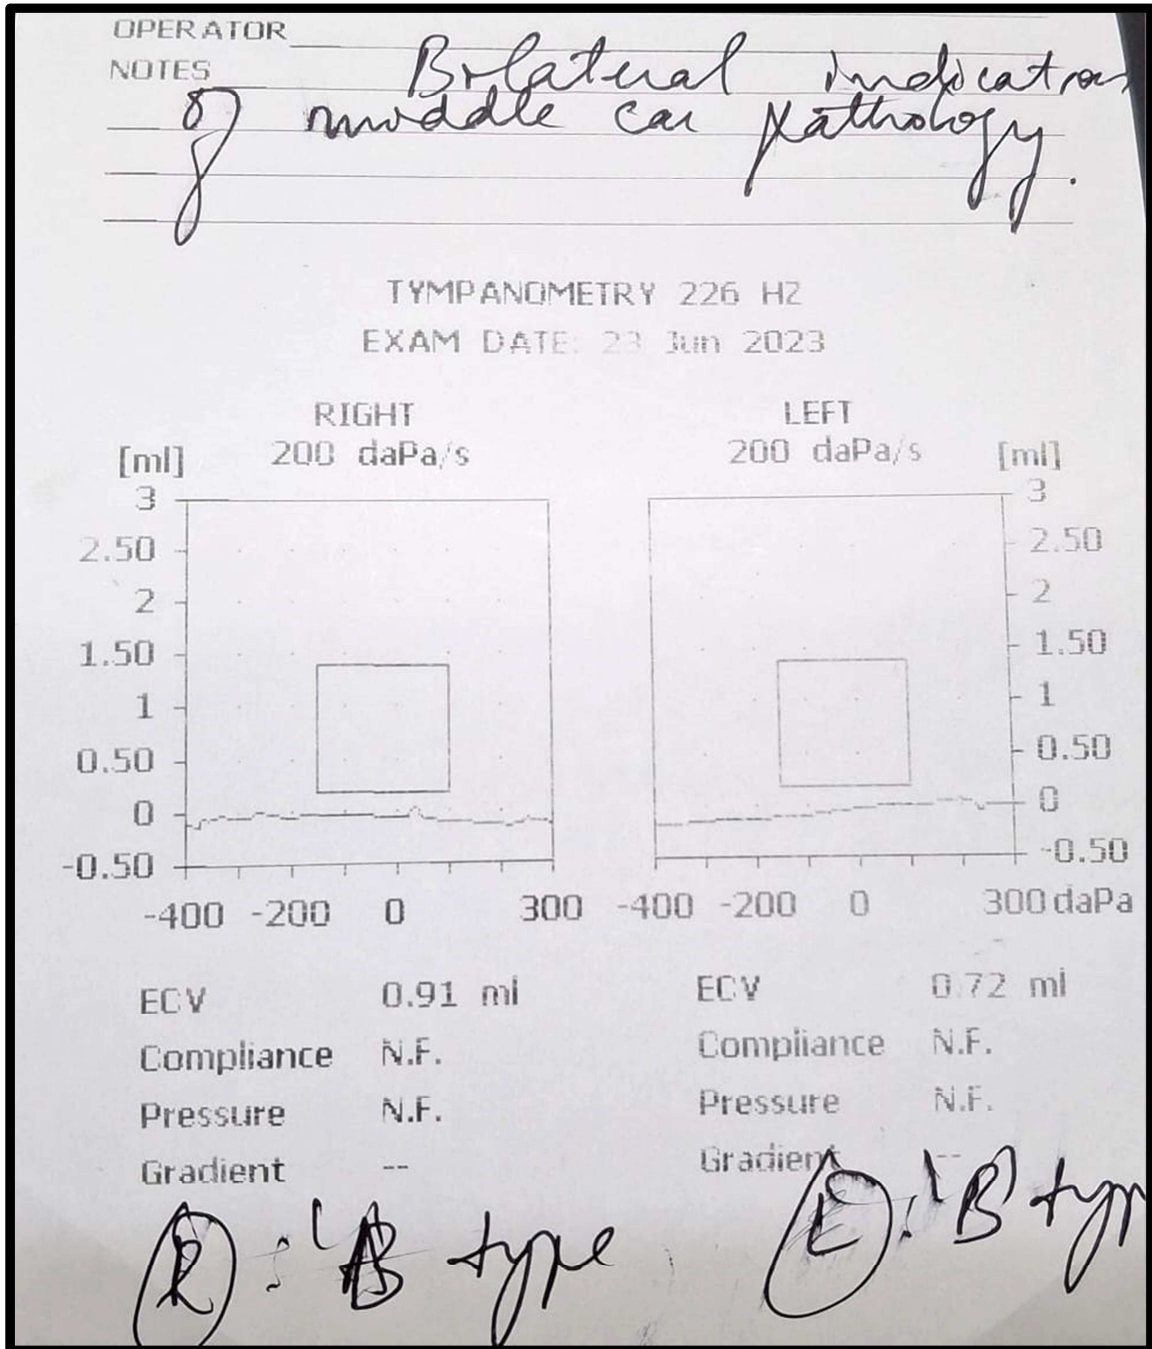 OPERATOR
NOTES Bilateral indication
of middle ear pathology.
TYMPANOMETRY 226 HZ
EXAM DATE: 23 Jun 2023
RIGHT LEFT
[ml] 200 daPa/s 200 daPa/s [ml]
3 3
2.50 2.50
2 2
1.50 1.50
1 1
0.50 0.50
0 0
-0.50 -0.50
-400 -200 0 300 -400 -200 0 300 daPa
ECV 0.91 ml ECV 0.72 ml
Compliance N.F. Compliance N.F.
Pressure N.F. Pressure N.F.
Gradient -- Gradient --
R : 'B type L : 'B' typ